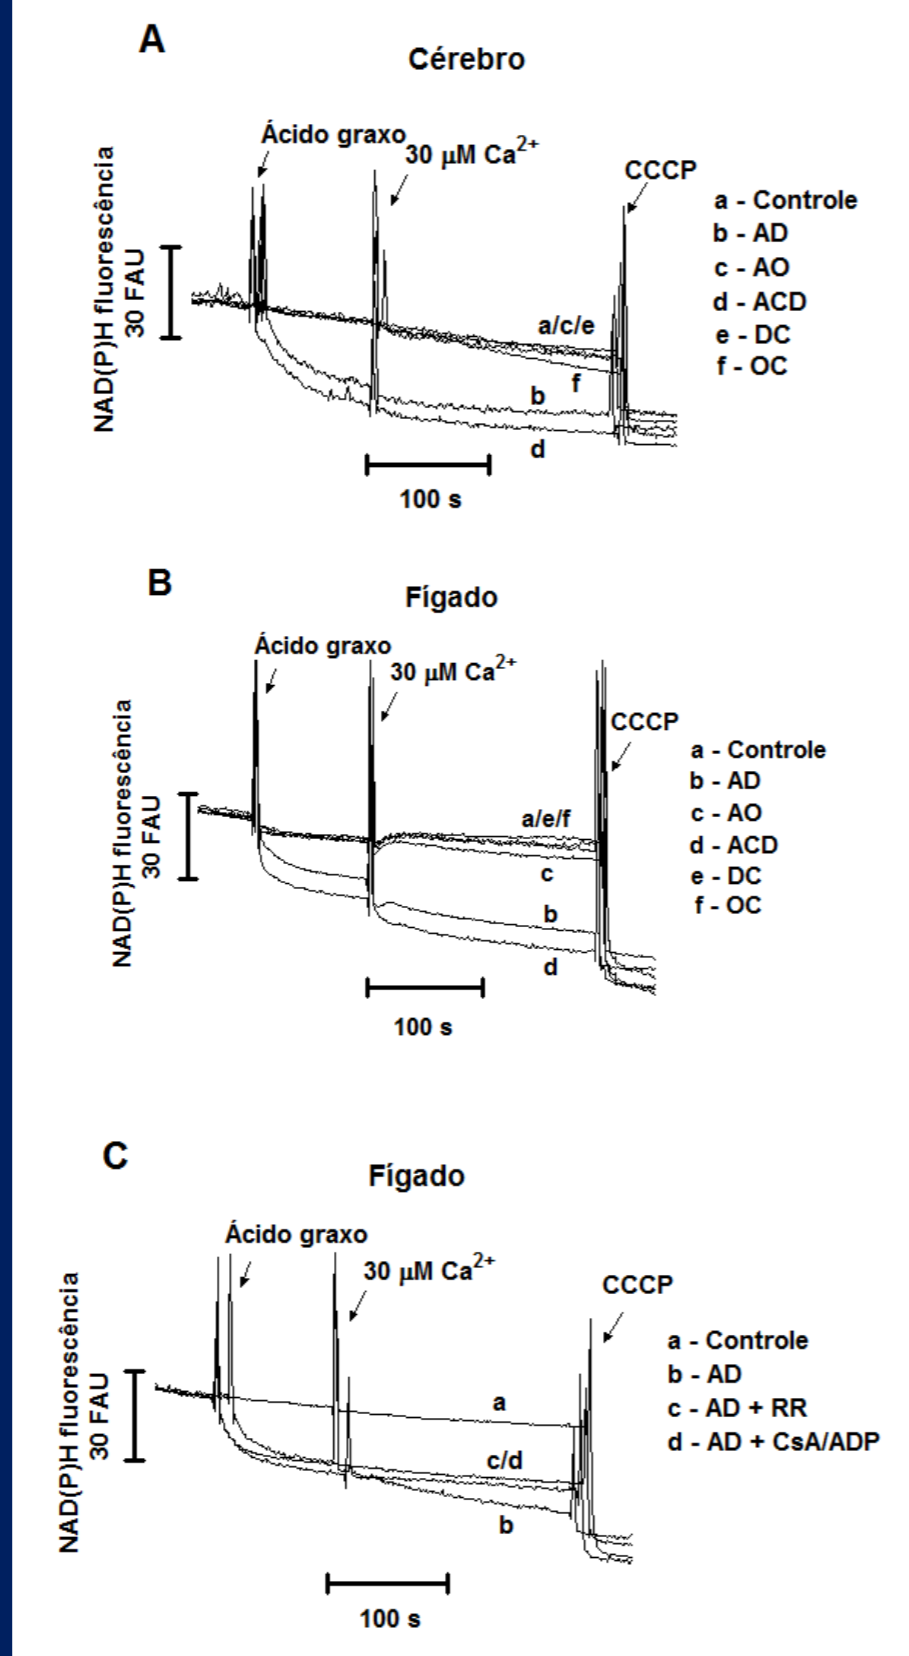 A
Cérebro
Ácido graxo
30 µM Ca2+
CCCP
NAD(P)H fluorescência
30 FAU
a - Controle
b - AD
c - AO
d - ACD
e - DC
f - OC
a/c/e
f
b
d
100 s
B
Fígado
Ácido graxo
30 µM Ca2+
CCCP
NAD(P)H fluorescência
30 FAU
a - Controle
b - AD
c - AO
d - ACD
e - DC
f - OC
a/e/f
c
b
d
100 s
C
Fígado
Ácido graxo
30 µM Ca2+
CCCP
NAD(P)H fluorescência
30 FAU
a - Controle
b - AD
c - AD + RR
d - AD + CsA/ADP
a
c/d
b
100 s